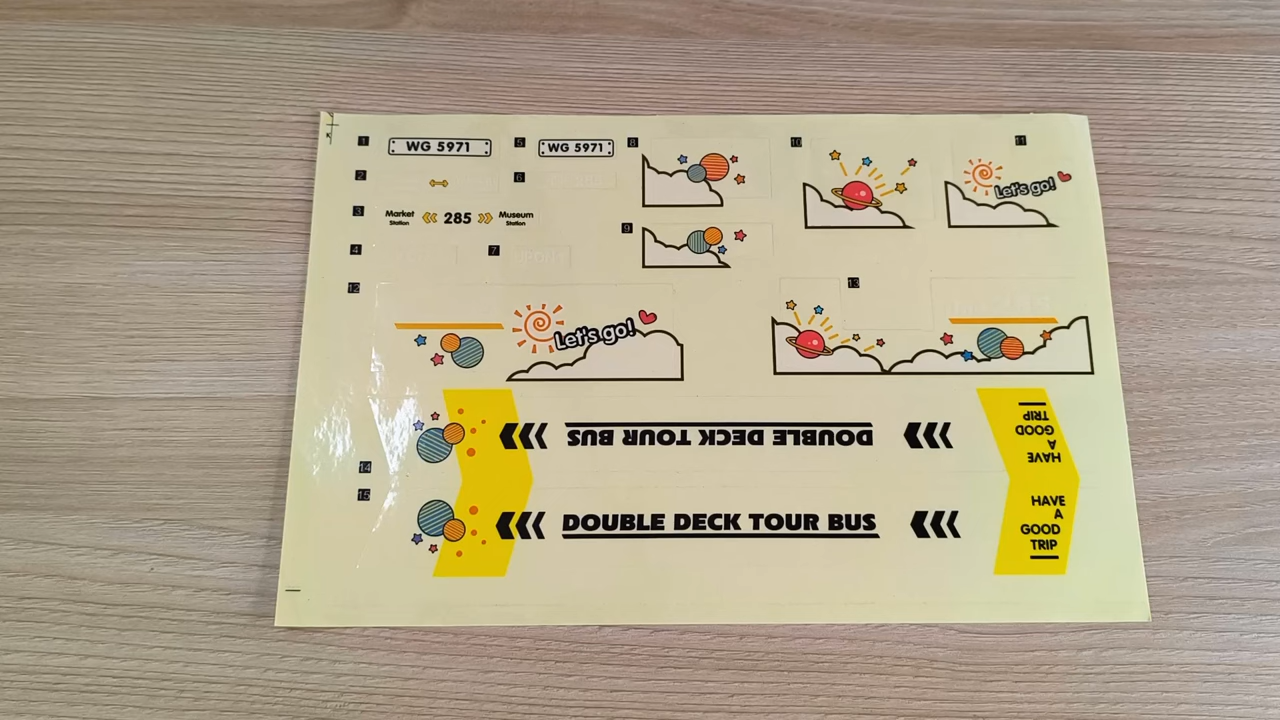 1
WG 5971
5
WG 5971
8
10
11
Let's go!
2
6
3
Market
Station
285
Museum
Station
9
4
7
12
13
Let's go!
DOUBLE DECK TOUR BUS
HAVE
A
GOOD
TRIP
14
15
DOUBLE DECK TOUR BUS
HAVE
A
GOOD
TRIP